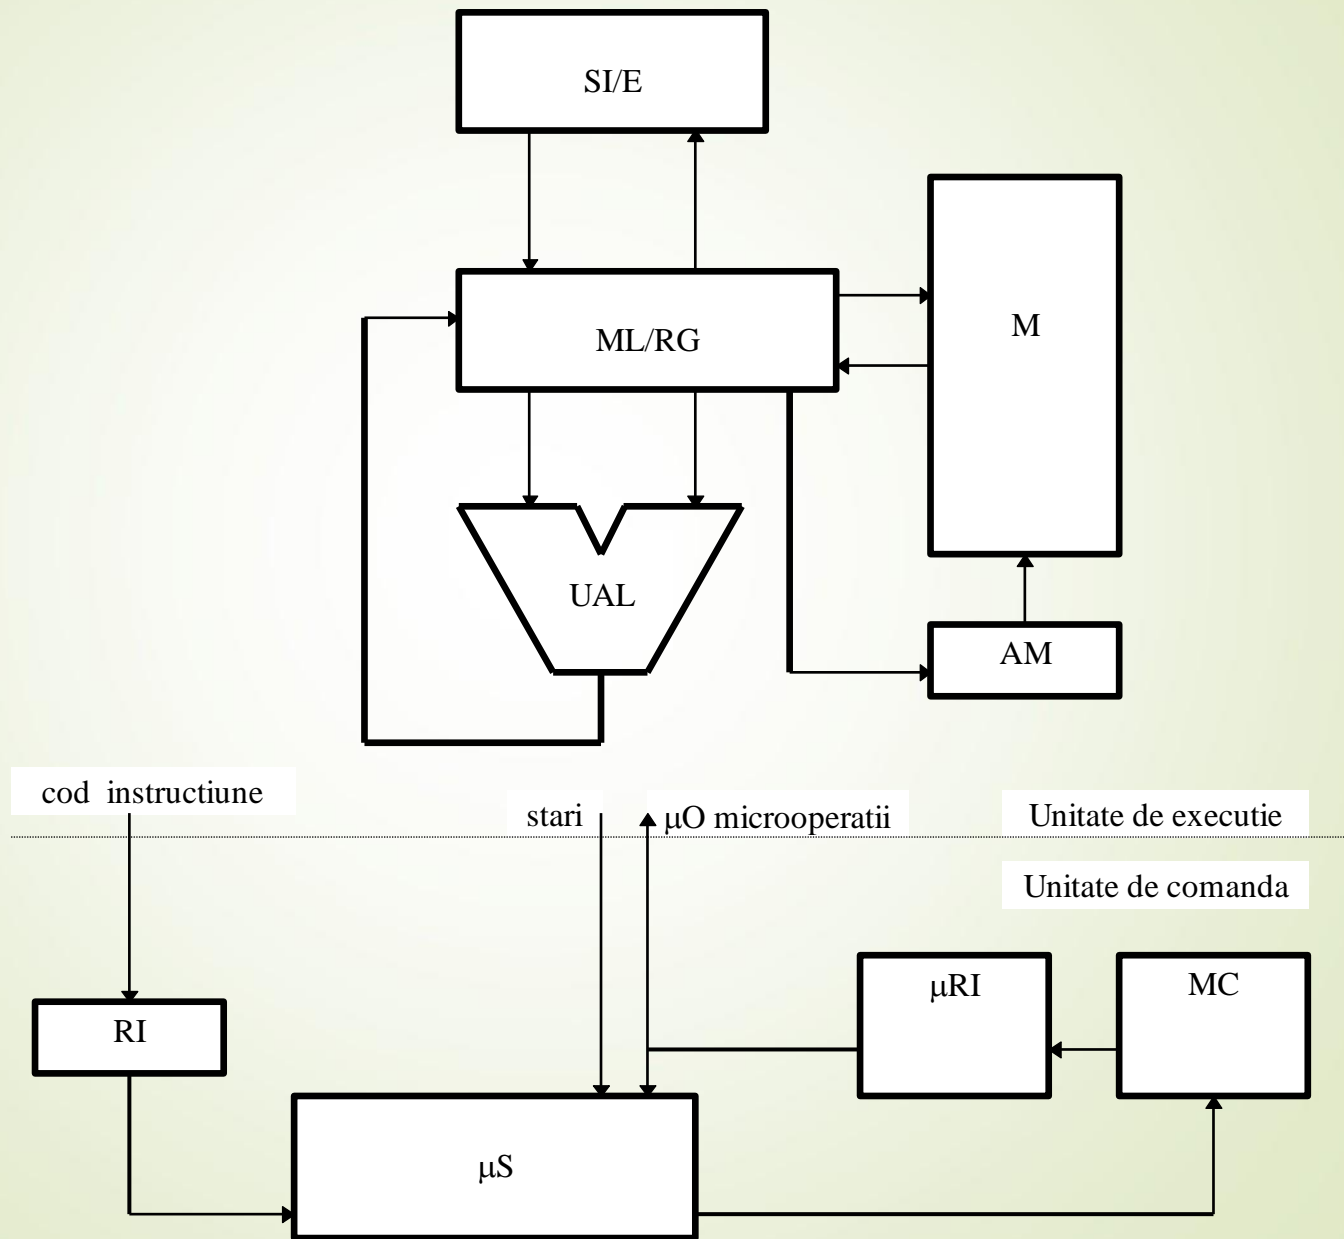 SI/E
M
ML/RG
UAL
AM
cod instructiune
stari
μO microoperatii
Unitate de executie
Unitate de comanda
μRI
MC
RI
μS